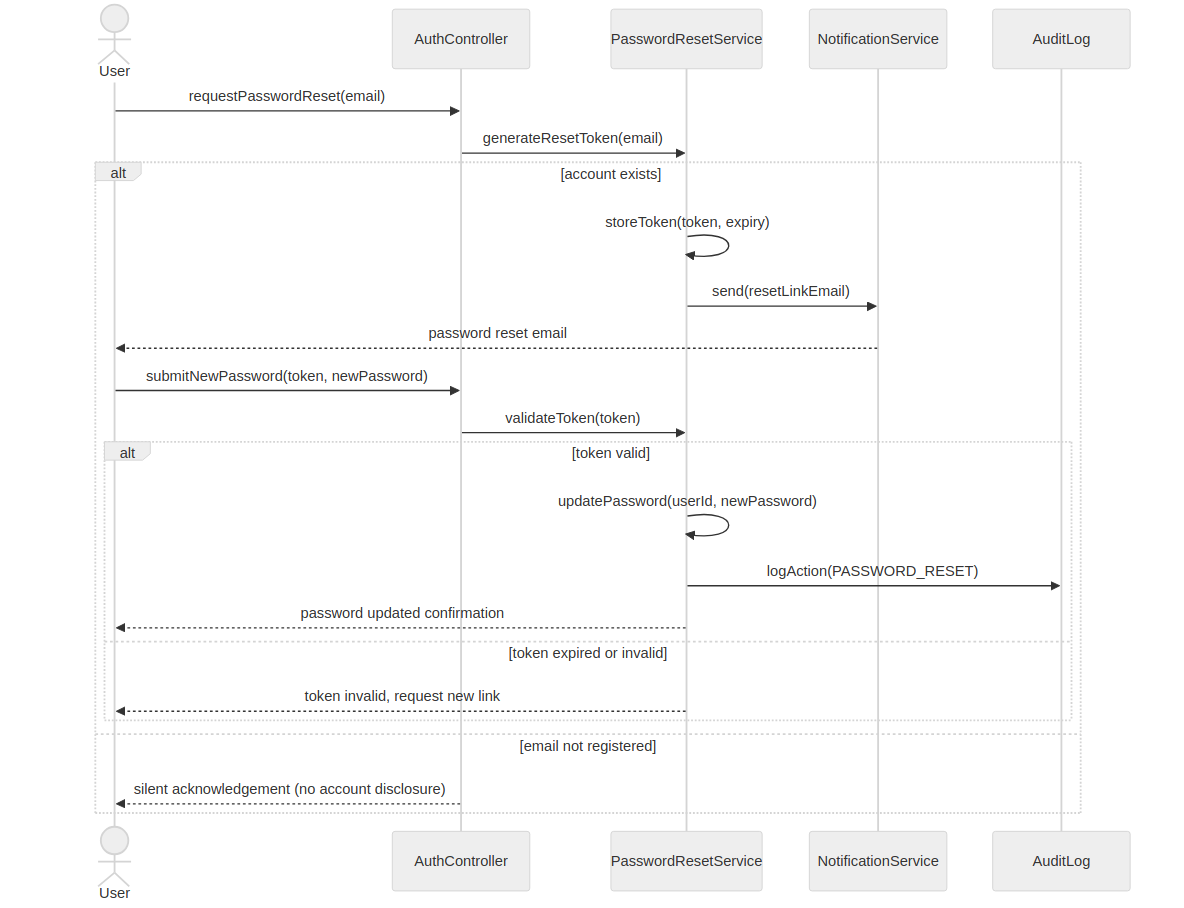 User
AuthController
PasswordResetService
NotificationService
AuditLog
requestPasswordReset(email)
generateResetToken(email)
alt
[account exists]
storeToken(token, expiry)
send(resetLinkEmail)
password reset email
submitNewPassword(token, newPassword)
validateToken(token)
alt
[token valid]
updatePassword(userId, newPassword)
logAction(PASSWORD_RESET)
password updated confirmation
[token expired or invalid]
token invalid, request new link
[email not registered]
silent acknowledgement (no account disclosure)
User
AuthController
PasswordResetService
NotificationService
AuditLog